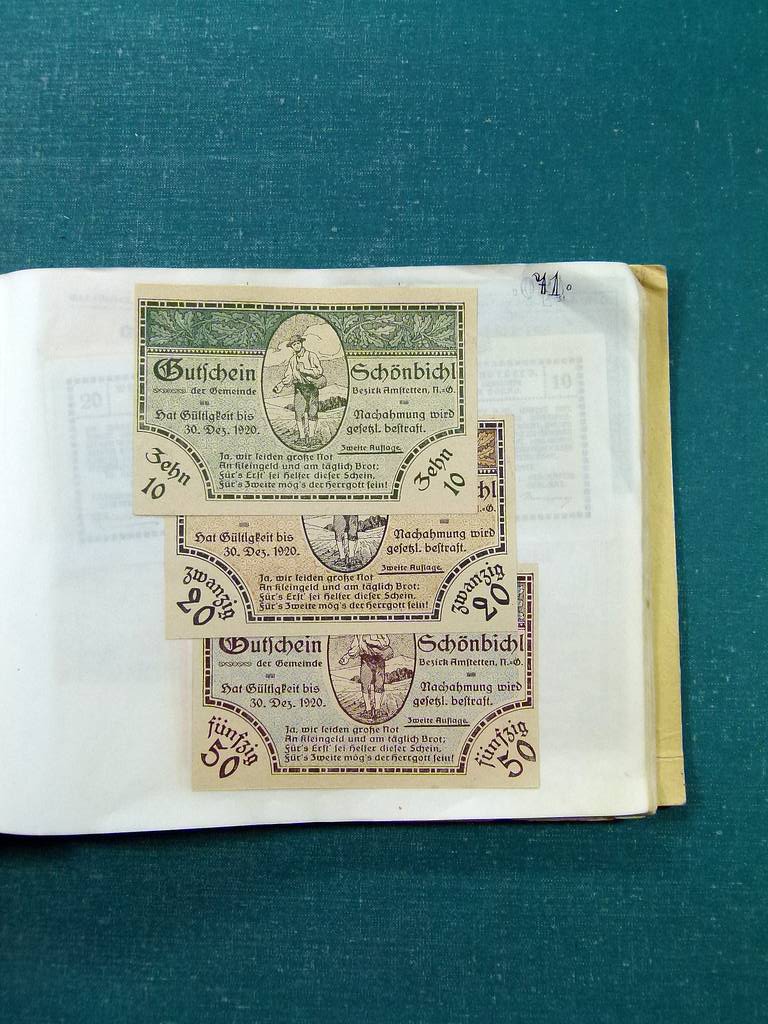 71.
Gutschein Schönbichl
der Gemeinde Bezirk Amstetten, N.-Ö.
Hat Gültigkeit bis Nachahmung wird
30. Dez. 1920. gesetzl. bestraft.
Zweite Auflage.
Ja, wir leiden große Not
An Kleingeld und am täglich Brot:
Für's Erst' sei Helfer dieser Schein,
Für's Zweite mög's der Herrgott sein!
Zehn Zehn
10 10
hl
.-Ö.
Hat Gültigkeit bis Nachahmung wird
30. Dez. 1920. gesetzl. bestraft.
Zweite Auflage.
Ja, wir leiden große Not
An Kleingeld und am täglich Brot:
Für's Erst' sei Helfer dieser Schein,
Für's Zweite mög's der Herrgott sein!
zwanzig zwanzig
20 20
Gutschein Schönbichl
der Gemeinde Bezirk Amstetten, N.-Ö.
Hat Gültigkeit bis Nachahmung wird
30. Dez. 1920. gesetzl. bestraft.
Zweite Auflage.
Ja, wir leiden große Not
An Kleingeld und am täglich Brot:
Für's Erst' sei Helfer dieser Schein,
Für's Zweite mög's der Herrgott sein!
fünfzig fünfzig
50 50
20 10